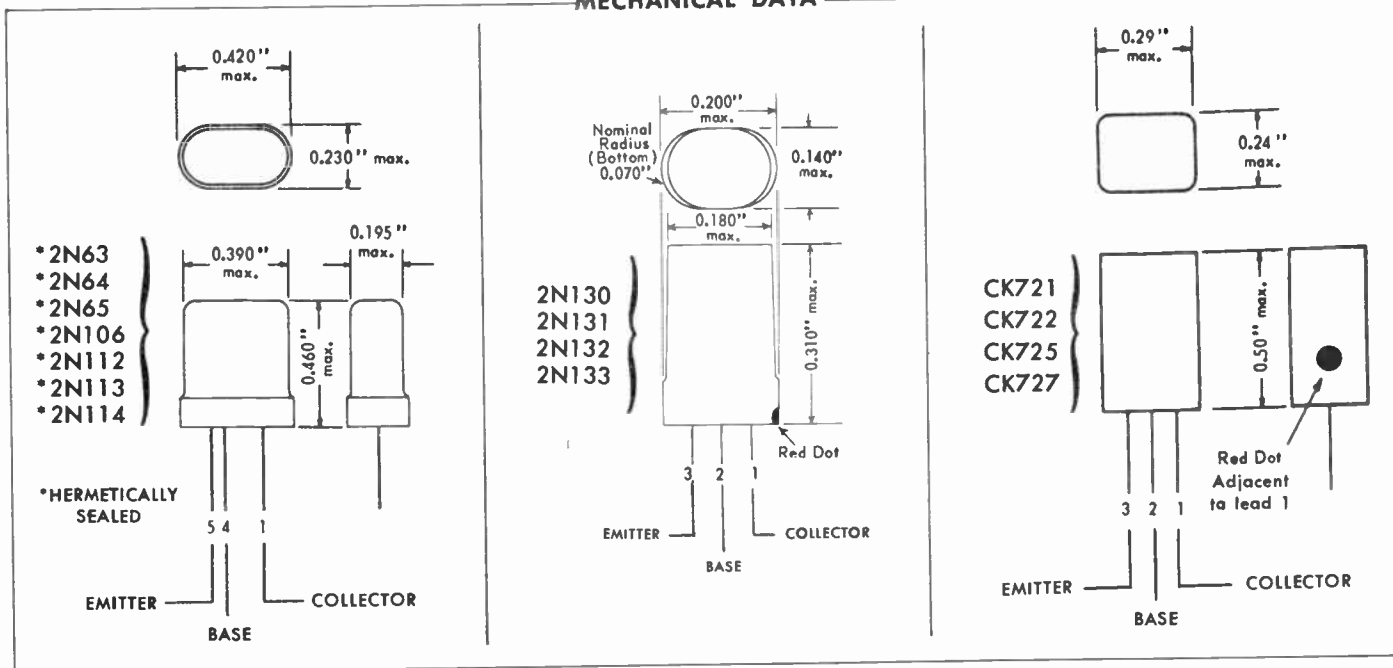 MECHANICAL DATA
0.420"
max.
0.230" max.
*2N63
*2N64
*2N65
*2N106
*2N112
*2N113
*2N114
0.390"
max.
0.195"
max.
0.460"
max.
*HERMETICALLY
SEALED
5 4 1
EMITTER
COLLECTOR
BASE
0.200"
max.
Nominal
Radius
(Bottom)
0.070"
0.140"
max.
0.180"
max.
2N130
2N131
2N132
2N133
0.310" max.
Red Dot
3 2 1
EMITTER
COLLECTOR
BASE
0.29"
max.
0.24"
max.
CK721
CK722
CK725
CK727
0.50" max.
Red Dot
Adjacent
ta lead 1
3 2 1
COLLECTOR
EMITTER
BASE